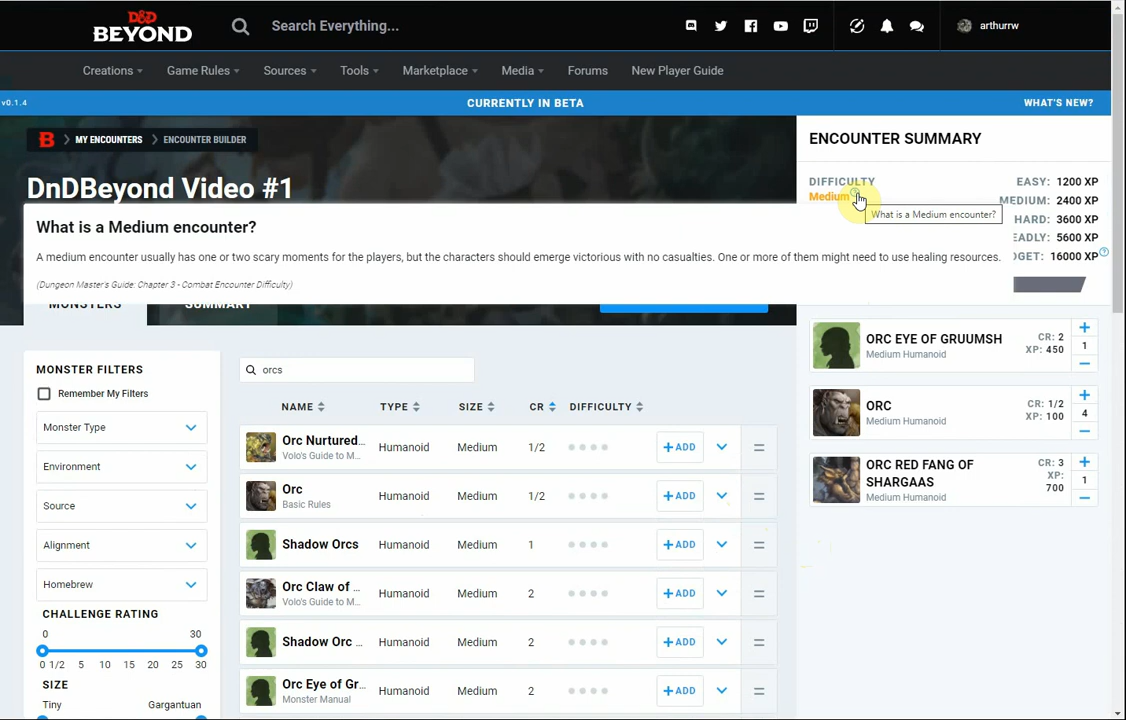 D&D
BEYOND
Search Everything...
arthurrw
Creations
Game Rules
Sources
Tools
Marketplace
Media
Forums
New Player Guide
v0.1.4
CURRENTLY IN BETA
WHAT'S NEW?
B
MY ENCOUNTERS
ENCOUNTER BUILDER
DnDBeyond Video #1
ENCOUNTER SUMMARY
DIFFICULTY
Medium
EASY: 1200 XP
MEDIUM: 2400 XP
HARD: 3600 XP
EADLY: 5600 XP
DGET: 16000 XP
What is a Medium encounter?
What is a Medium encounter?
A medium encounter usually has one or two scary moments for the players, but the characters should emerge victorious with no casualties. One or more of them might need to use healing resources.
(Dungeon Master's Guide: Chapter 3 - Combat Encounter Difficulty)
MONSTERS
SUMMARY
MONSTER FILTERS
Remember My Filters
Monster Type
Environment
Source
Alignment
Homebrew
CHALLENGE RATING
0 30
0 1/2 5 10 15 20 25 30
SIZE
Tiny Gargantuan
orcs
NAME TYPE SIZE CR DIFFICULTY
Orc Nurtured...
Volo's Guide to M...
Humanoid Medium 1/2 +ADD
Orc
Basic Rules
Humanoid Medium 1/2 +ADD
Shadow Orcs Humanoid Medium 1 +ADD
Orc Claw of ...
Volo's Guide to M...
Humanoid Medium 2 +ADD
Shadow Orc ... Humanoid Medium 2 +ADD
Orc Eye of Gr...
Monster Manual
Humanoid Medium 2 +ADD
ORC EYE OF GRUUMSH
Medium Humanoid
CR: 2
XP: 450
+
1
−
ORC
Medium Humanoid
CR: 1/2
XP: 100
+
4
−
ORC RED FANG OF
SHARGAAS
Medium Humanoid
CR: 3
XP:
700
+
1
−